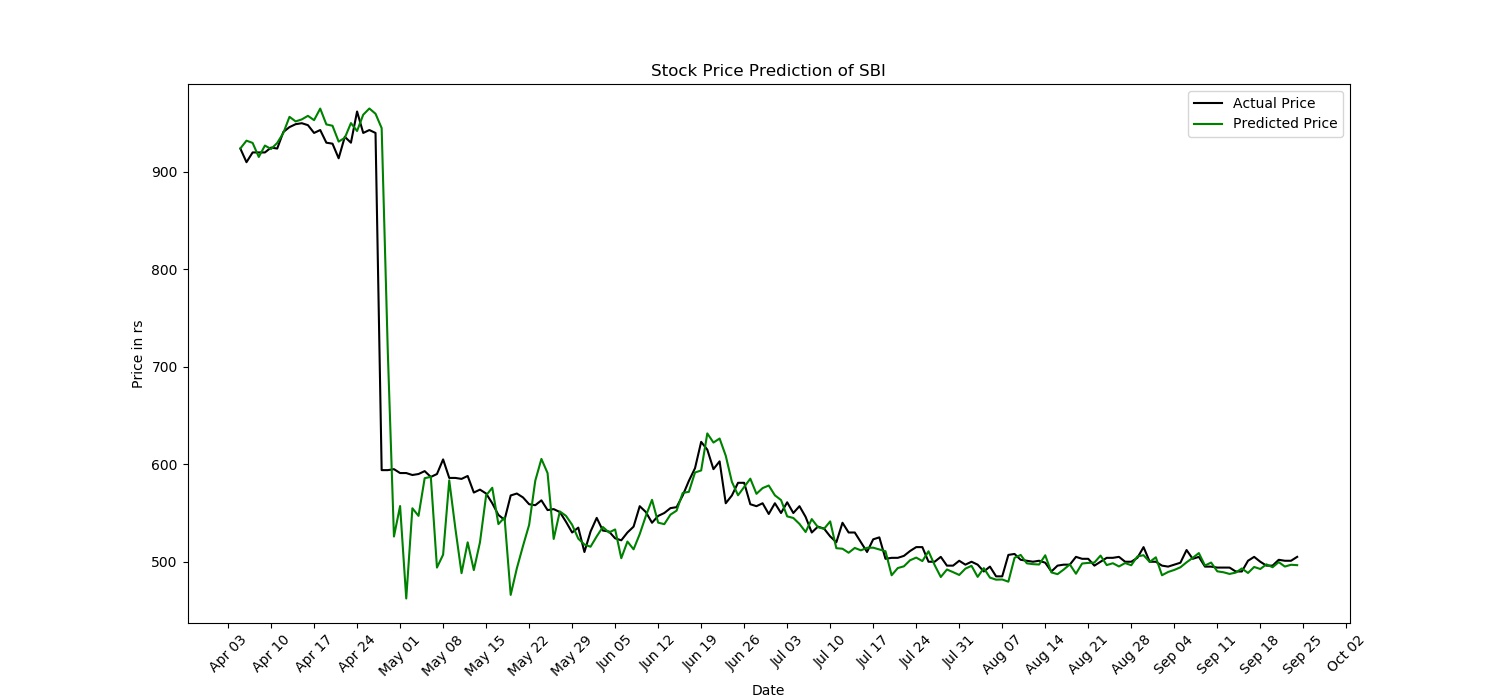 Stock Price Prediction of SBI
Actual Price
Predicted Price
Price in rs
900
800
700
600
500
Apr 03 Apr 10 Apr 17 Apr 24 May 01 May 08 May 15 May 22 May 29 Jun 05 Jun 12 Jun 19 Jun 26 Jul 03 Jul 10 Jul 17 Jul 24 Jul 31 Aug 07 Aug 14 Aug 21 Aug 28 Sep 04 Sep 11 Sep 18 Sep 25 Oct 02
Date